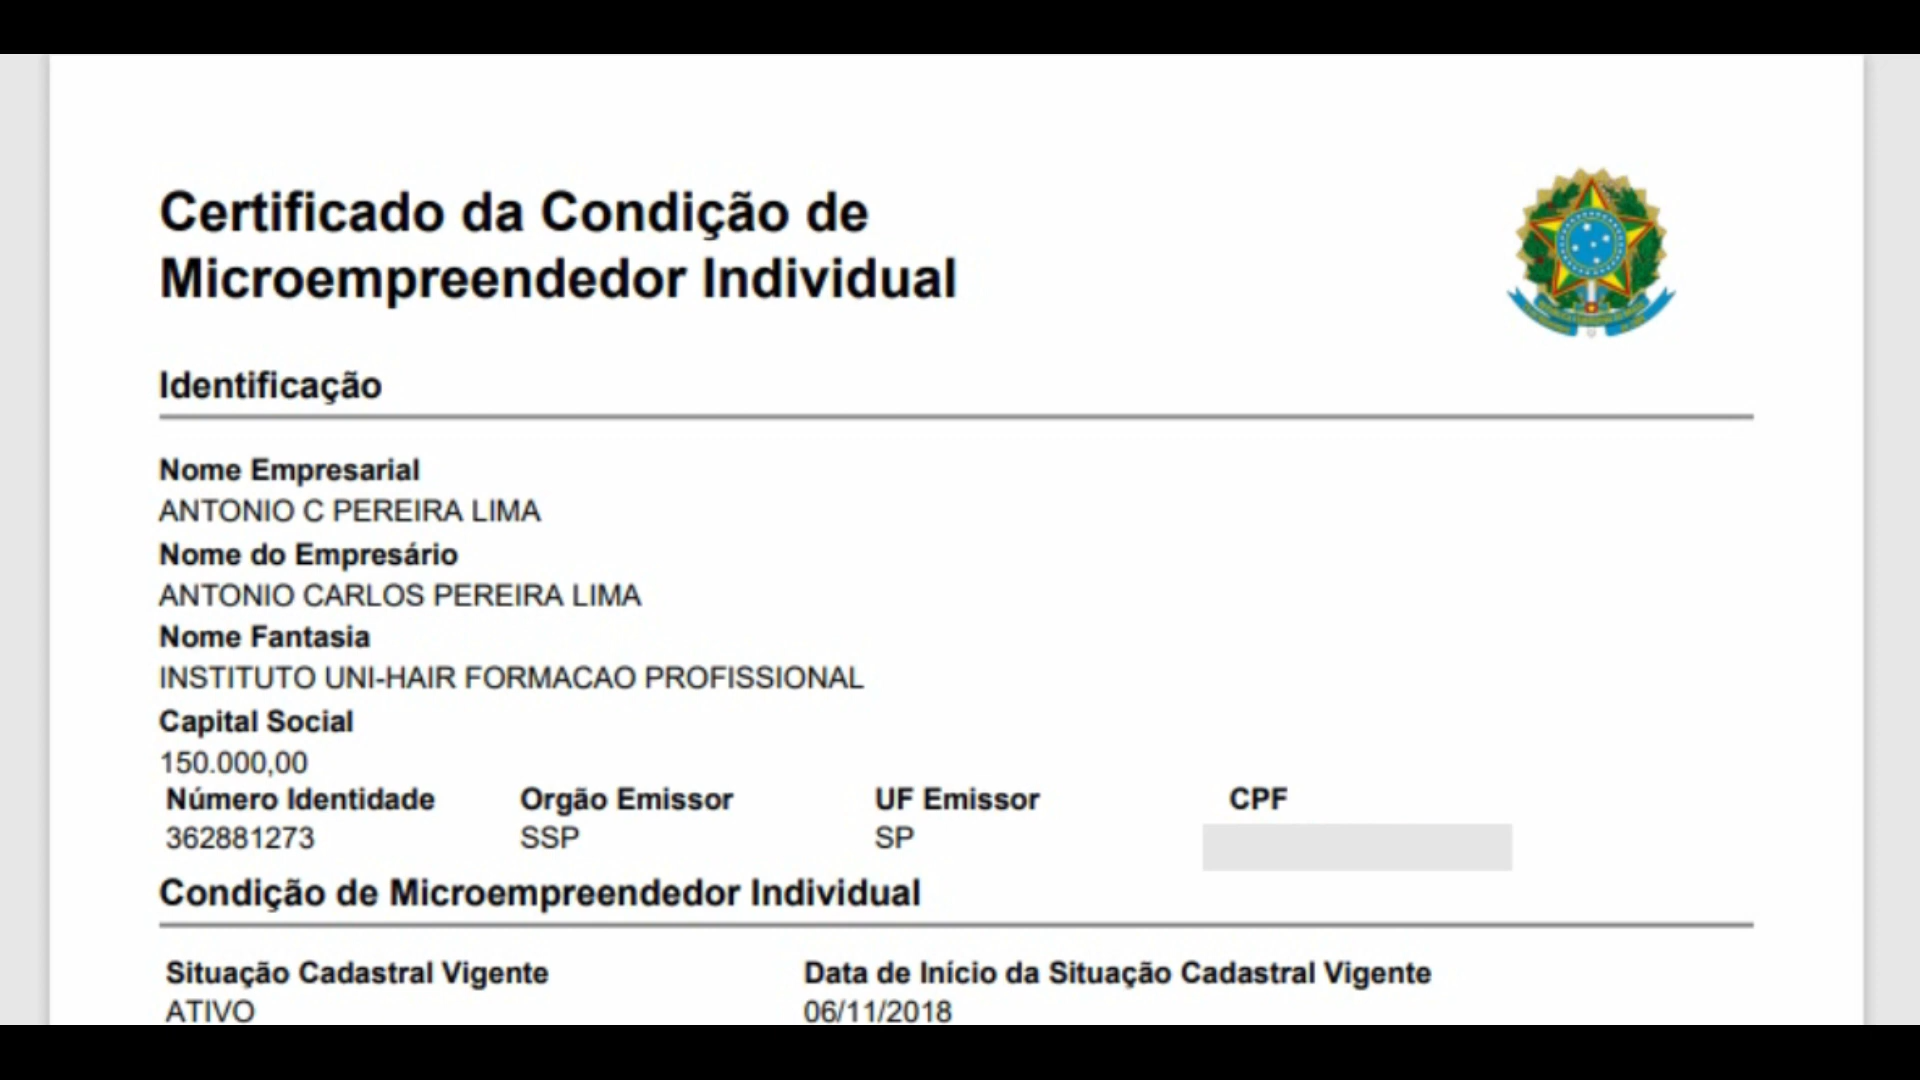 Certificado da Condição de
Microempreendedor Individual
Identificação
Nome Empresarial
ANTONIO C PEREIRA LIMA
Nome do Empresário
ANTONIO CARLOS PEREIRA LIMA
Nome Fantasia
INSTITUTO UNI-HAIR FORMACAO PROFISSIONAL
Capital Social
150.000,00
Número Identidade Orgão Emissor UF Emissor CPF
362881273 SSP SP
Condição de Microempreendedor Individual
Situação Cadastral Vigente Data de Início da Situação Cadastral Vigente
ATIVO 06/11/2018